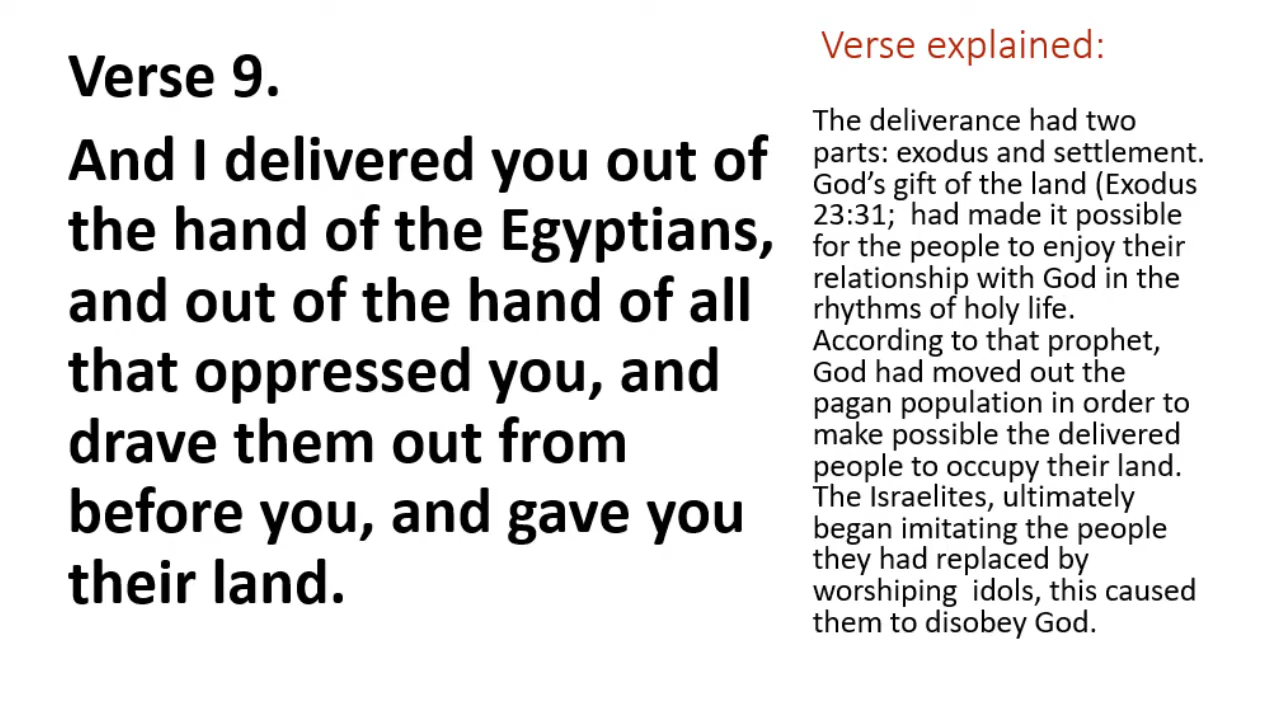 Verse 9.
And I delivered you out of
the hand of the Egyptians,
and out of the hand of all
that oppressed you, and
drave them out from
before you, and gave you
their land.
Verse explained:
The deliverance had two
parts: exodus and settlement.
God’s gift of the land (Exodus
23:31;  had made it possible
for the people to enjoy their
relationship with God in the
rhythms of holy life.
According to that prophet,
God had moved out the
pagan population in order to
make possible the delivered
people to occupy their land.
The Israelites, ultimately
began imitating the people
they had replaced by
worshiping  idols, this caused
them to disobey God.